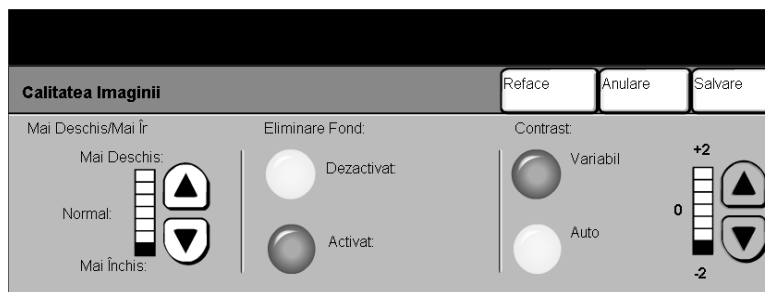 Calitatea Imaginii
Reface
Anulare
Salvare
Mai Deschis/Mai Îr
Mai Deschis:
Normal:
Mai Închis:
Eliminare Fond:
Dezactivat:
Activat:
Contrast:
Variabil
Auto
+2
0
-2